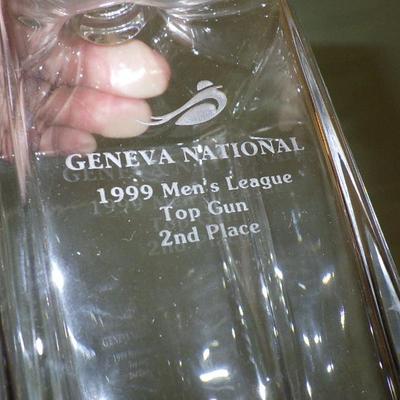 GENEVA NATIONAL
1999 Men's League
Top Gun
2nd Place